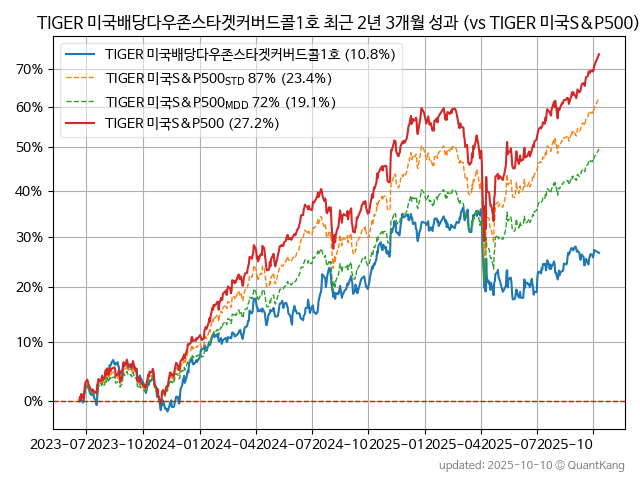 TIGER 미국배당다우존스타겟커버드콜1호 최근 2년 3개월 성과 (vs TIGER 미국S&P500)
TIGER 미국배당다우존스타겟커버드콜1호 (10.8%)
TIGER 미국S&P500STD 87% (23.4%)
TIGER 미국S&P500MDD 72% (19.1%)
TIGER 미국S&P500 (27.2%)
70%
60%
50%
40%
30%
20%
10%
0%
2023-07 2023-10 2024-01 2024-04 2024-07 2024-10 2025-01 2025-04 2025-07 2025-10
updated: 2025-10-10 © QuantKang